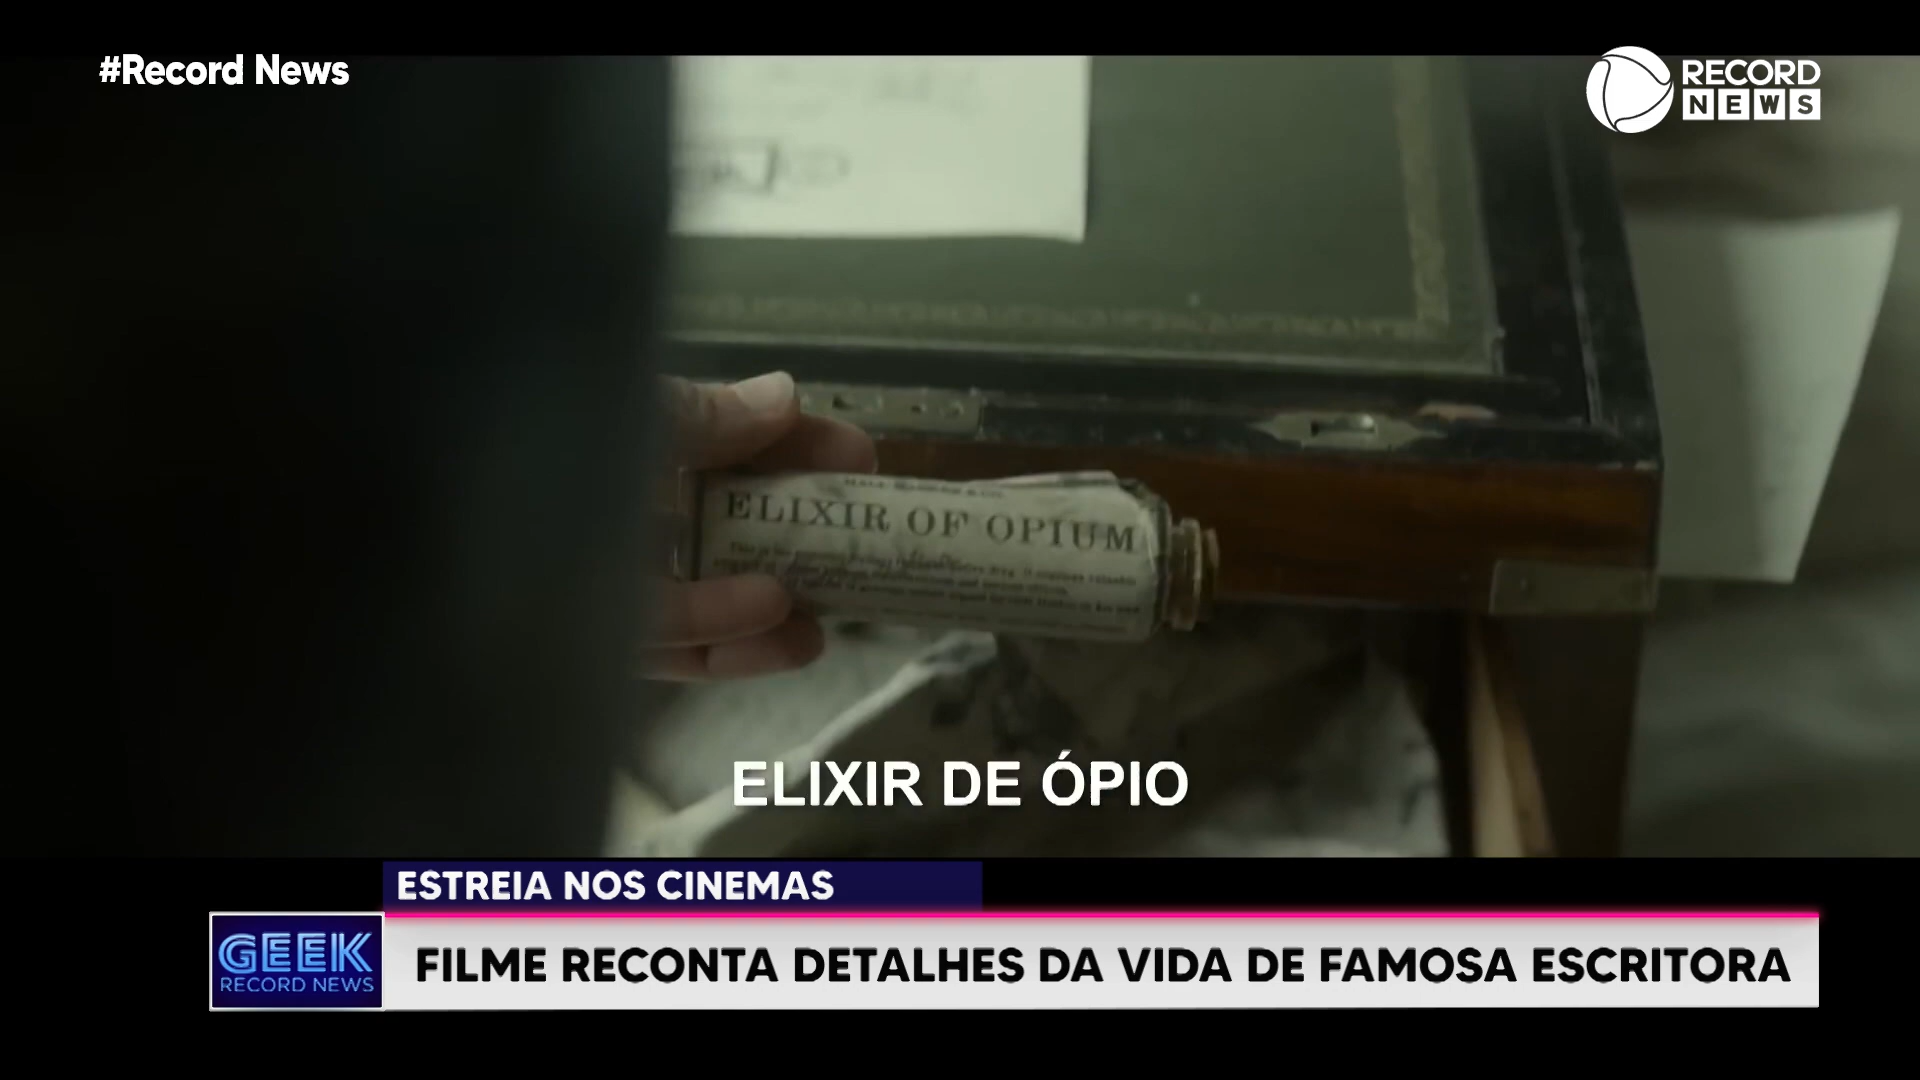 #Record News
RECORD
NEWS
ELIXIR OF OPIUM
ELIXIR DE ÓPIO
ESTREIA NOS CINEMAS
GEEK
RECORD NEWS
FILME RECONTA DETALHES DA VIDA DE FAMOSA ESCRITORA